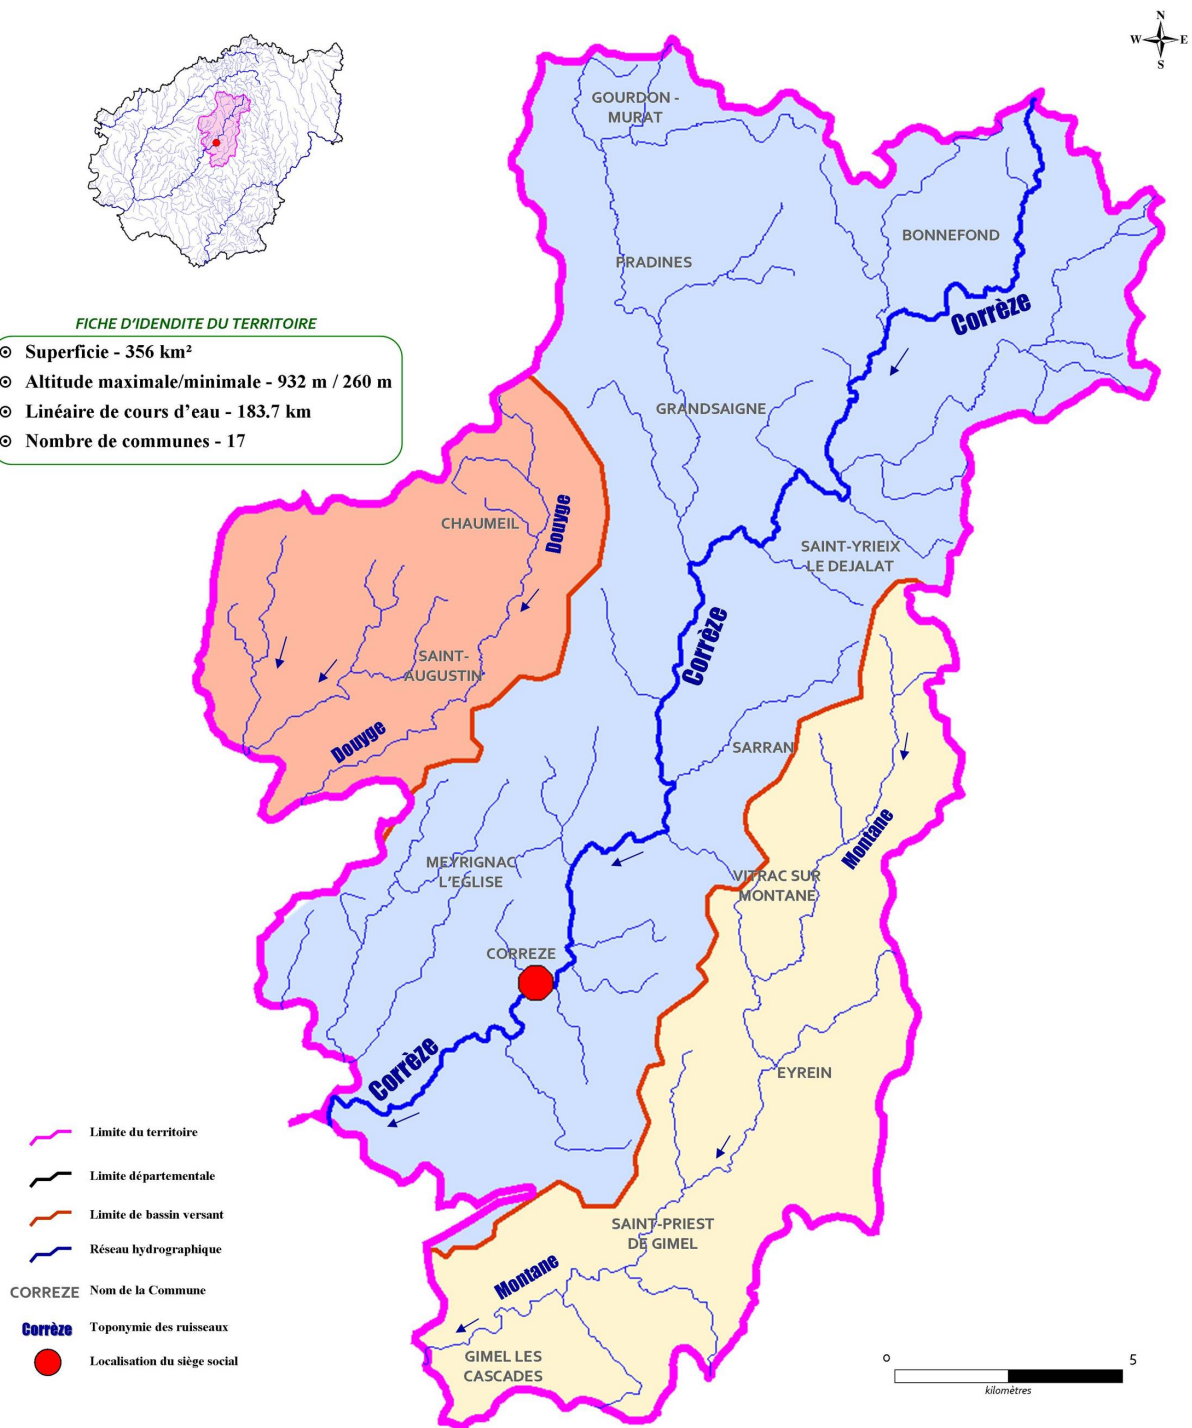 N
W E
S
FICHE D'IDENDITE DU TERRITOIRE
Superficie - 356 km²
Altitude maximale/minimale - 932 m / 260 m
Linéaire de cours d'eau - 183.7 km
Nombre de communes - 17
GOURDON -
MURAT
BONNEFOND
PRADINES
Corrèze
GRANDSAIGNE
CHAUMEIL
Douyge
SAINT-YRIEIX
LE DEJALAT
Corrèze
SAINT-
AUGUSTIN
Douyge
SARRAN
Montane
MEYRIGNAC
L'EGLISE
VITRAC SUR
MONTANE
CORREZE
Corrèze
EYREIN
SAINT-PRIEST
DE GIMEL
Montane
GIMEL LES
CASCADES
Limite du territoire
Limite départementale
Limite de bassin versant
Réseau hydrographique
CORREZE Nom de la Commune
Corrèze Toponymie des ruisseaux
Localisation du siège social
0 5
kilomètres